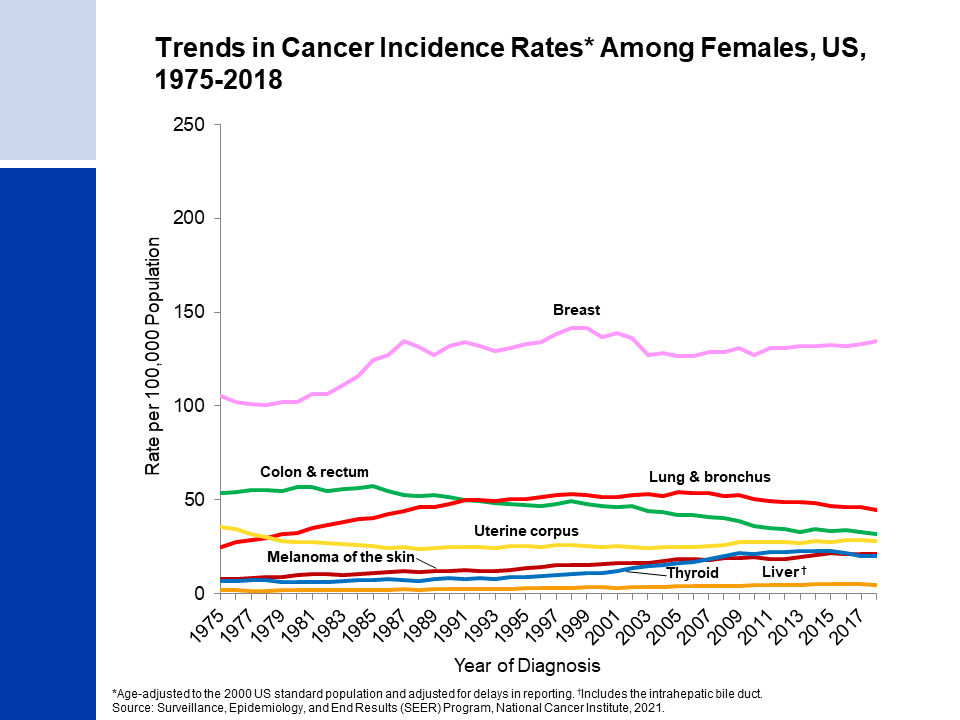 Trends in Cancer Incidence Rates* Among Females, US,
1975-2018
250
200
150
100
50
0
Rate per 100,000 Population
Breast
Colon & rectum
Lung & bronchus
Uterine corpus
Melanoma of the skin
Thyroid
Liver†
1975
1977
1979
1981
1983
1985
1987
1989
1991
1993
1995
1997
1999
2001
2003
2005
2007
2009
2011
2013
2015
2017
Year of Diagnosis
*Age-adjusted to the 2000 US standard population and adjusted for delays in reporting. †Includes the intrahepatic bile duct.
Source: Surveillance, Epidemiology, and End Results (SEER) Program, National Cancer Institute, 2021.